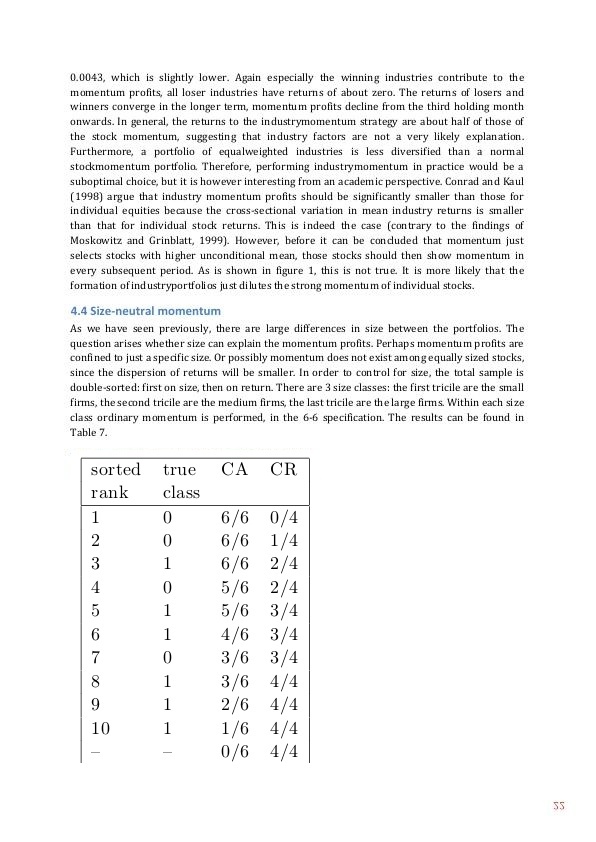 0.0043, which is slightly lower. Again especially the winning industries contribute to the
momentum profits, all loser industries have returns of about zero. The returns of losers and
winners converge in the longer term, momentum profits decline from the third holding month
onwards. In general, the returns to the industrymomentum strategy are about half of those of
the stock momentum, suggesting that industry factors are not a very likely explanation.
Furthermore, a portfolio of equalweighted industries is less diversified than a normal
stockmomentum portfolio. Therefore, performing industrymomentum in practice would be a
suboptimal choice, but it is however interesting from an academic perspective. Conrad and Kaul
(1998) argue that industry momentum profits should be significantly smaller than those for
individual equities because the cross-sectional variation in mean industry returns is smaller
than that for individual stock returns. This is indeed the case (contrary to the findings of
Moskowitz and Grinblatt, 1999). However, before it can be concluded that momentum just
selects stocks with higher unconditional mean, those stocks should then show momentum in
every subsequent period. As is shown in figure 1, this is not true. It is more likely that the
formation of industryportfolios just dilutes the strong momentum of individual stocks.
4.4 Size-neutral momentum
As we have seen previously, there are large differences in size between the portfolios. The
question arises whether size can explain the momentum profits. Perhaps momentum profits are
confined to just a specific size. Or possibly momentum does not exist among equally sized stocks,
since the dispersion of returns will be smaller. In order to control for size, the total sample is
double-sorted: first on size, then on return. There are 3 size classes: the first tricile are the small
firms, the second tricile are the medium firms, the last tricile are the large firms. Within each size
class ordinary momentum is performed, in the 6-6 specification. The results can be found in
Table 7.
sorted true CA CR
rank class
1 0 6/6 0/4
2 0 6/6 1/4
3 1 6/6 2/4
4 0 5/6 2/4
5 1 5/6 3/4
6 1 4/6 3/4
7 0 3/6 3/4
8 1 3/6 4/4
9 1 2/6 4/4
10 1 1/6 4/4
– – 0/6 4/4
22